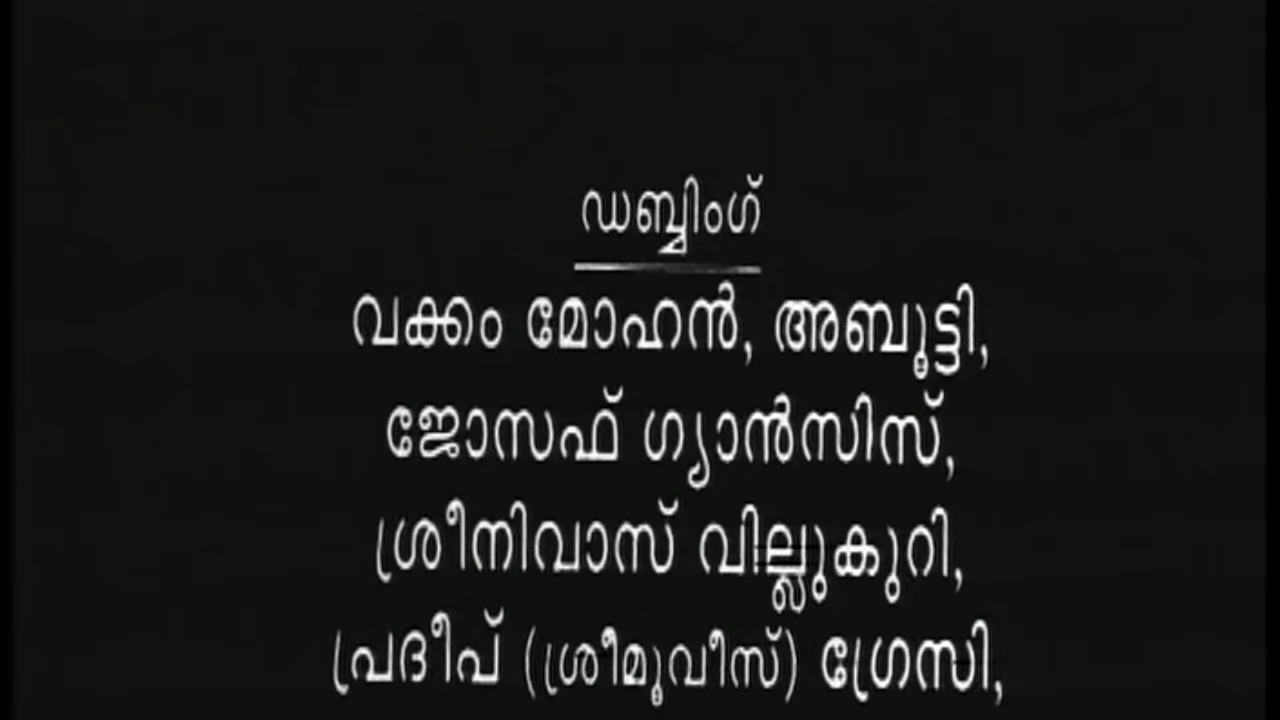 ഡബ്ബിംഗ്
വക്കം മോഹൻ, അബൂട്ടി,
ജോസഫ് ഗ്യാൻസിസ്,
ശ്രീനിവാസ് വില്ലുകുറി,
പ്രദീപ് (ശ്രീമൂവീസ്) ഗ്രേസി,